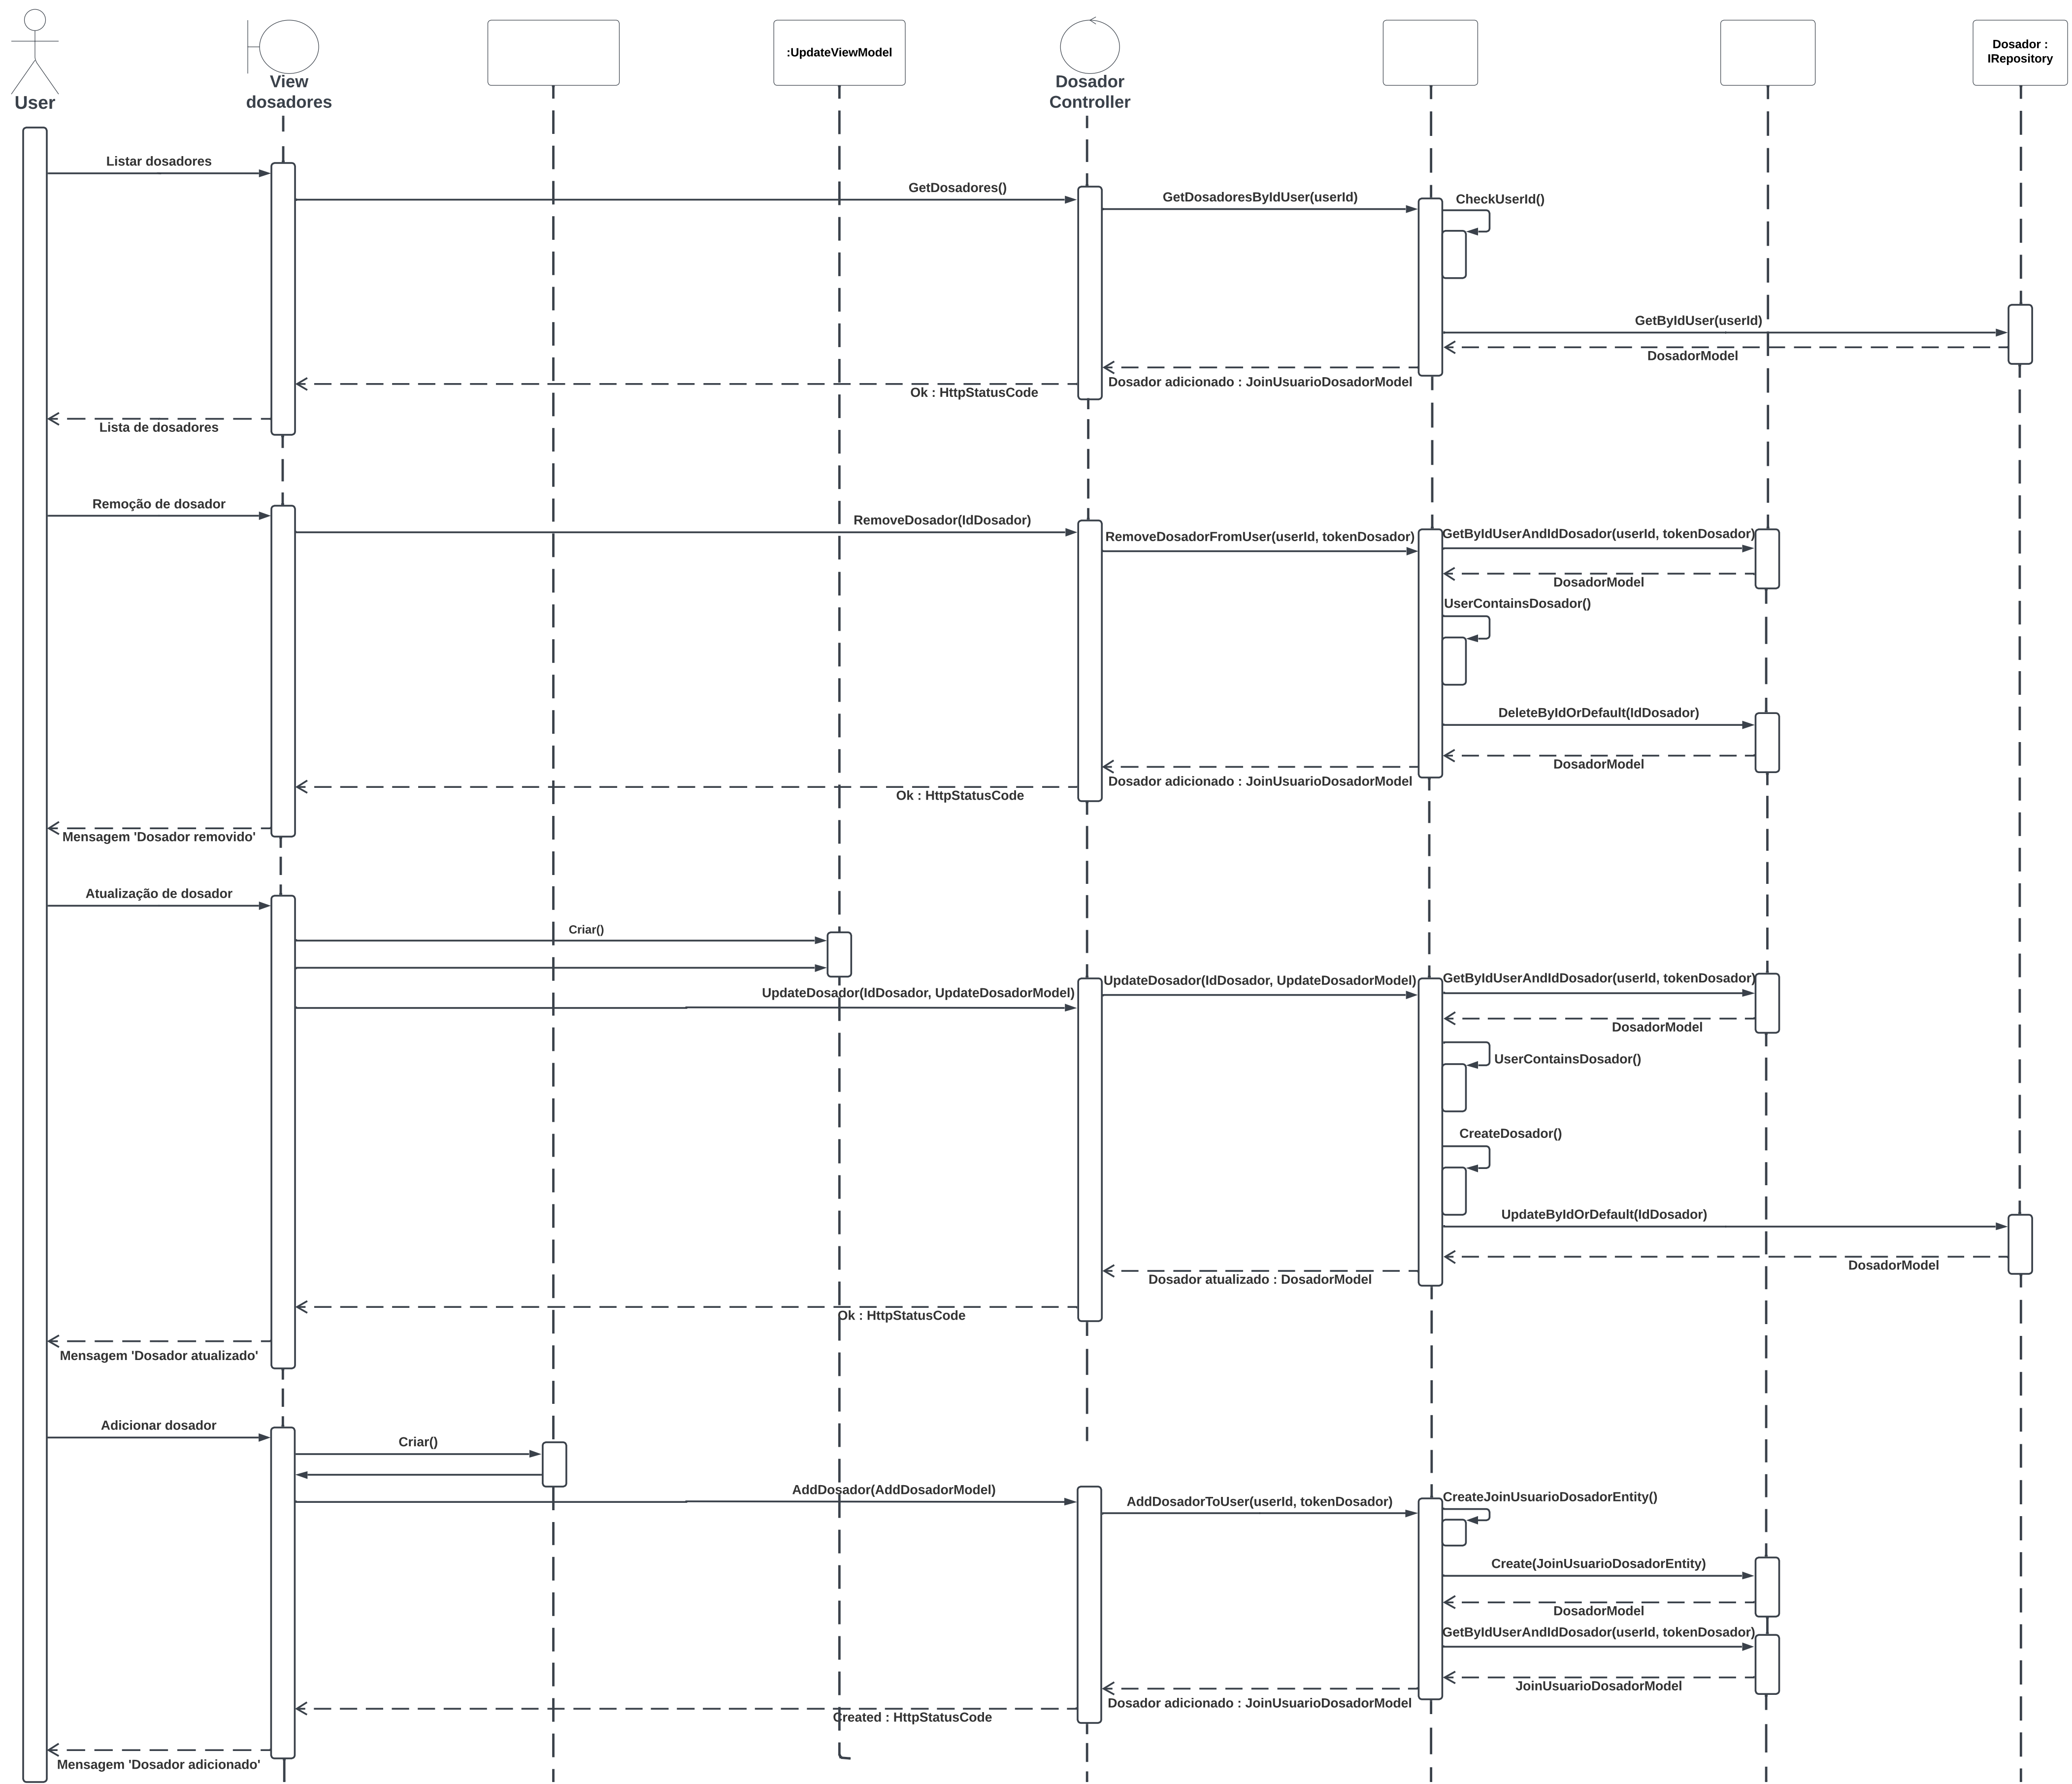 User
View
dosadores
:UpdateViewModel
Dosador
Controller
Dosador :
IRepository
Listar dosadores
GetDosadores()
GetDosadoresByIdUser(userId)
CheckUserId()
GetByIdUser(userId)
DosadorModel
Dosador adicionado : JoinUsuarioDosadorModel
Ok : HttpStatusCode
Lista de dosadores
Remoção de dosador
RemoveDosador(IdDosador)
RemoveDosadorFromUser(userId, tokenDosador)
GetByIdUserAndIdDosador(userId, tokenDosador)
DosadorModel
UserContainsDosador()
DeleteByIdOrDefault(IdDosador)
DosadorModel
Dosador adicionado : JoinUsuarioDosadorModel
Ok : HttpStatusCode
Mensagem 'Dosador removido'
Atualização de dosador
Criar()
UpdateDosador(IdDosador, UpdateDosadorModel)
UpdateDosador(IdDosador, UpdateDosadorModel)
GetByIdUserAndIdDosador(userId, tokenDosador)
DosadorModel
UserContainsDosador()
CreateDosador()
UpdateByIdOrDefault(IdDosador)
DosadorModel
Dosador atualizado : DosadorModel
Ok : HttpStatusCode
Mensagem 'Dosador atualizado'
Adicionar dosador
Criar()
AddDosador(AddDosadorModel)
AddDosadorToUser(userId, tokenDosador)
CreateJoinUsuarioDosadorEntity()
Create(JoinUsuarioDosadorEntity)
DosadorModel
GetByIdUserAndIdDosador(userId, tokenDosador)
JoinUsuarioDosadorModel
Dosador adicionado : JoinUsuarioDosadorModel
Created : HttpStatusCode
Mensagem 'Dosador adicionado'